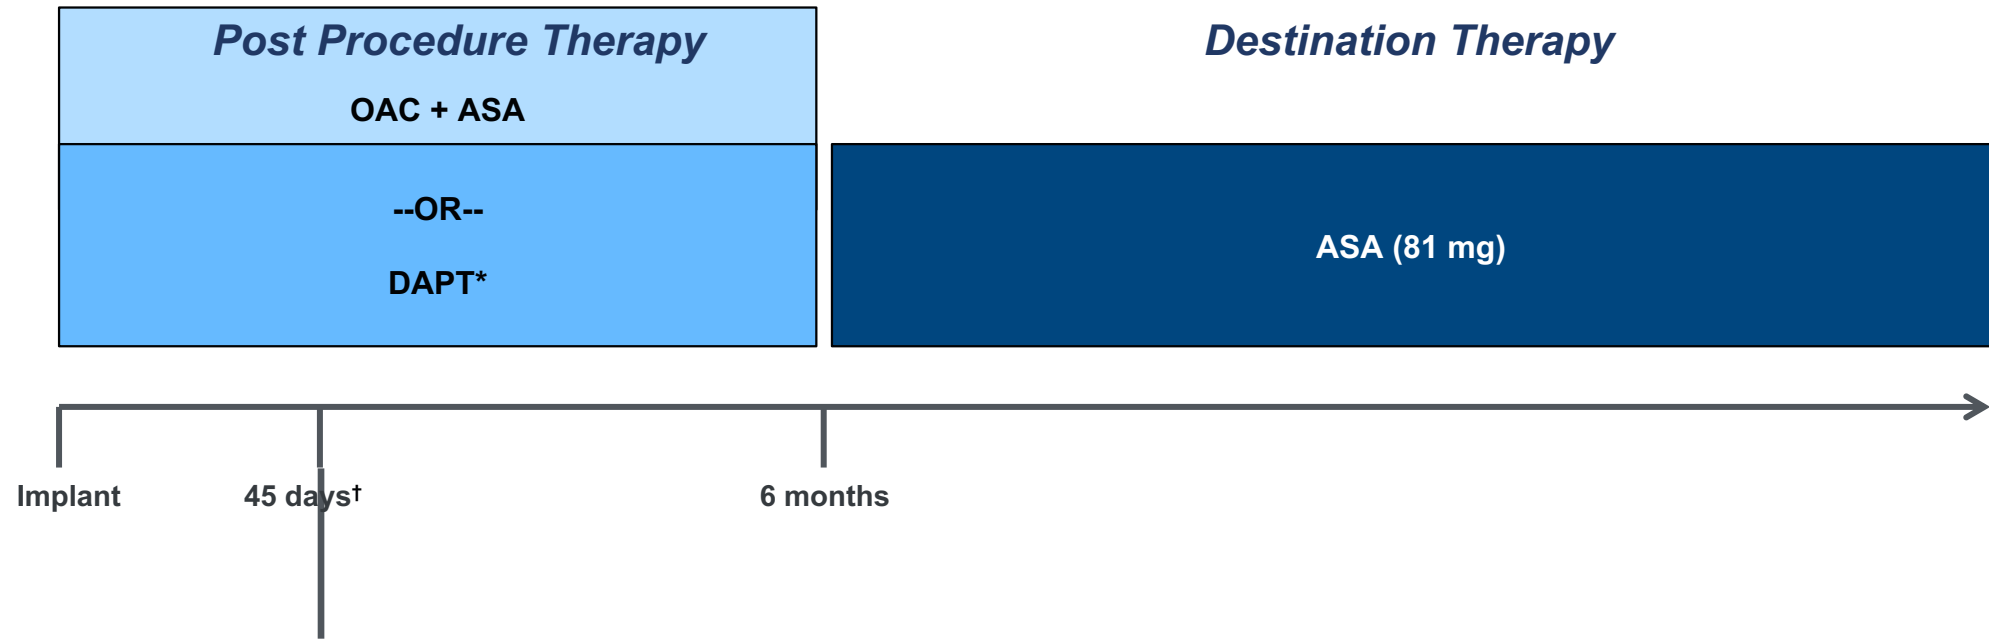 Post Procedure Therapy
Destination Therapy
OAC + ASA
--OR--
DAPT*
ASA (81 mg)
Implant
45 days†
6 months